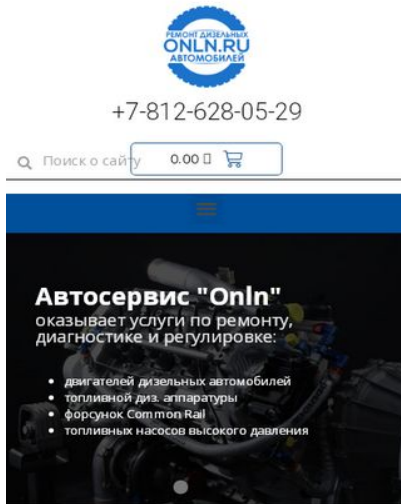 РЕМОНТ ДИЗЕЛЬНЫХ
ONLN.RU
АВТОМОБИЛЕЙ
+7-812-628-05-29
Поиск о сайту
0.00
Автосервис "Onln"
оказывает услуги по ремонту,
диагностике и регулировке:
• двигателей дизельных автомобилей
• топливной диз. аппаратуры
• форсунок Common Rail
• топливных насосов высокого давления